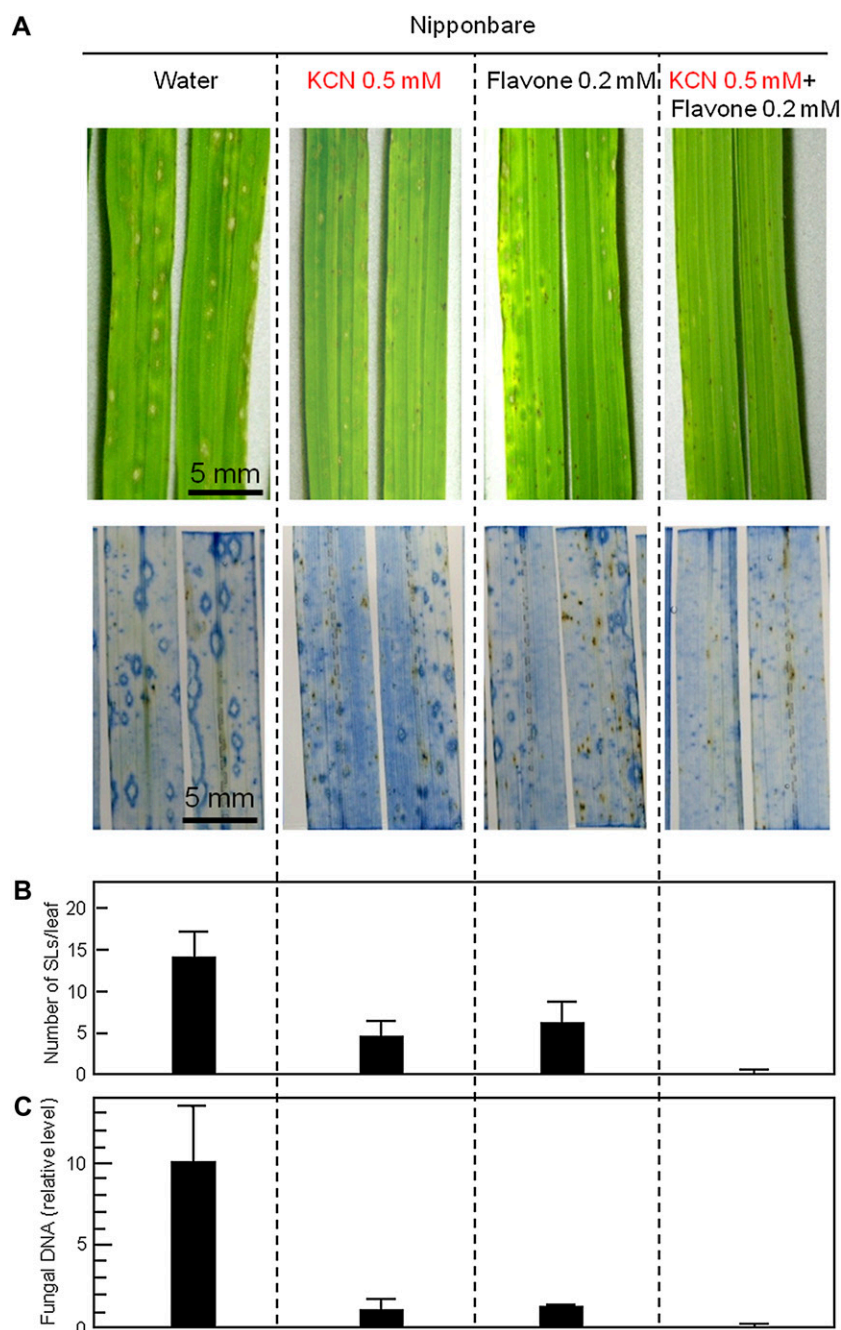 A
Nipponbare
Water
KCN 0.5 mM
Flavone 0.2 mM
KCN 0.5 mM+
Flavone 0.2 mM
5 mm
5 mm
B
Number of SLs/leaf
20
15
10
5
0
C
Fungal DNA (relative level)
10
5
0